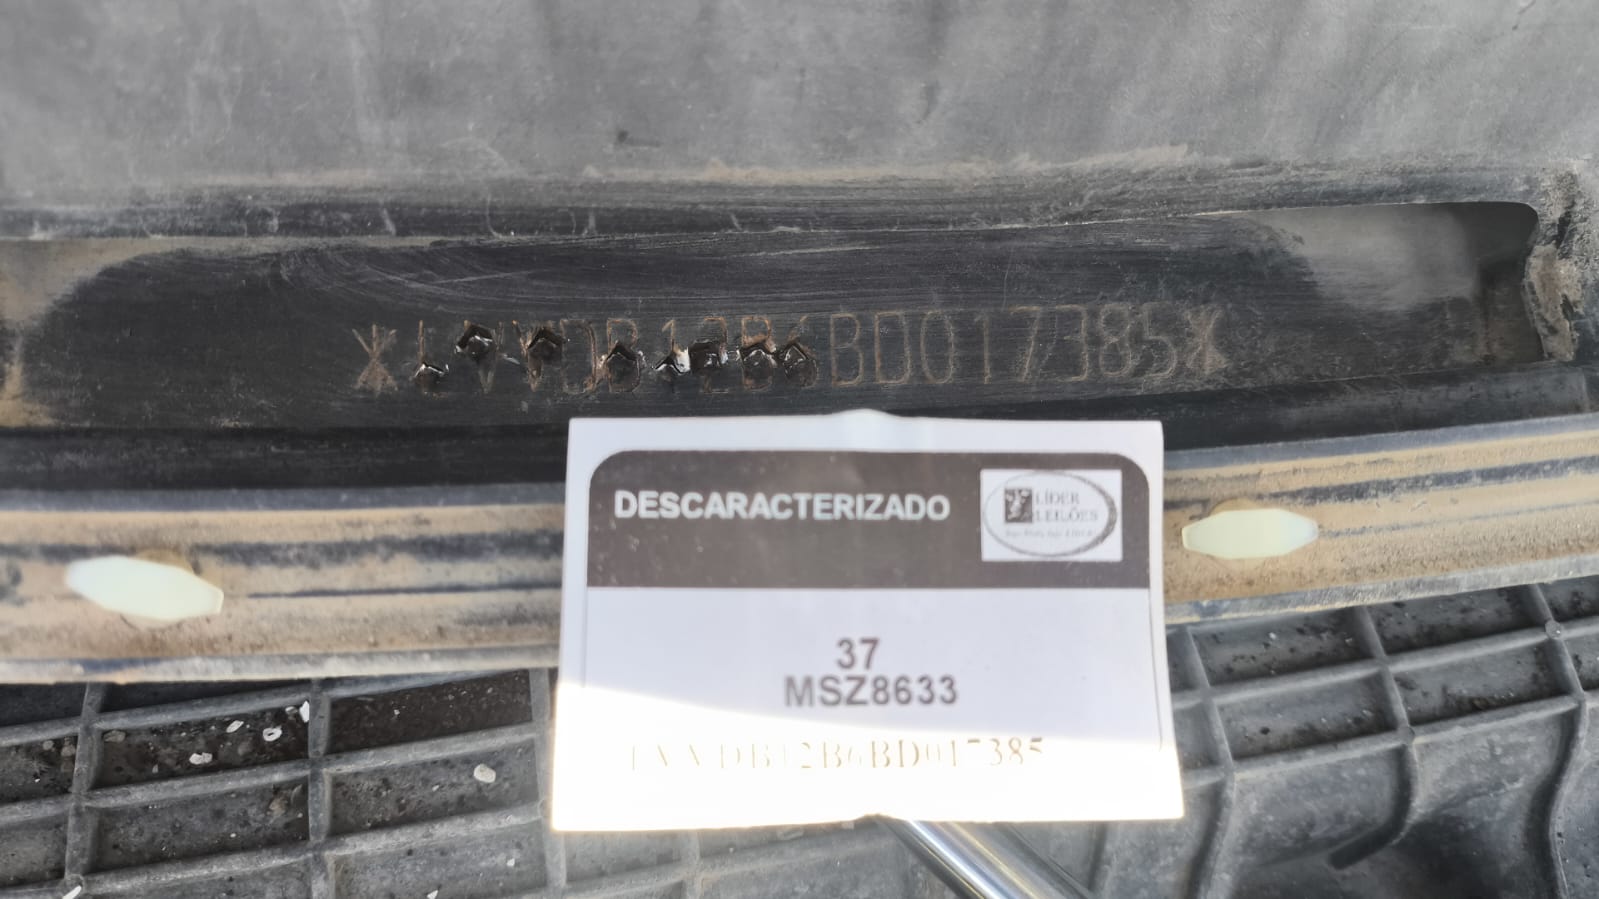 *LVVDB12B6BD017385*
DESCARACTERIZADO
LÍDER
LEILÕES
37
MSZ8633
LVVDB12B6BD017385